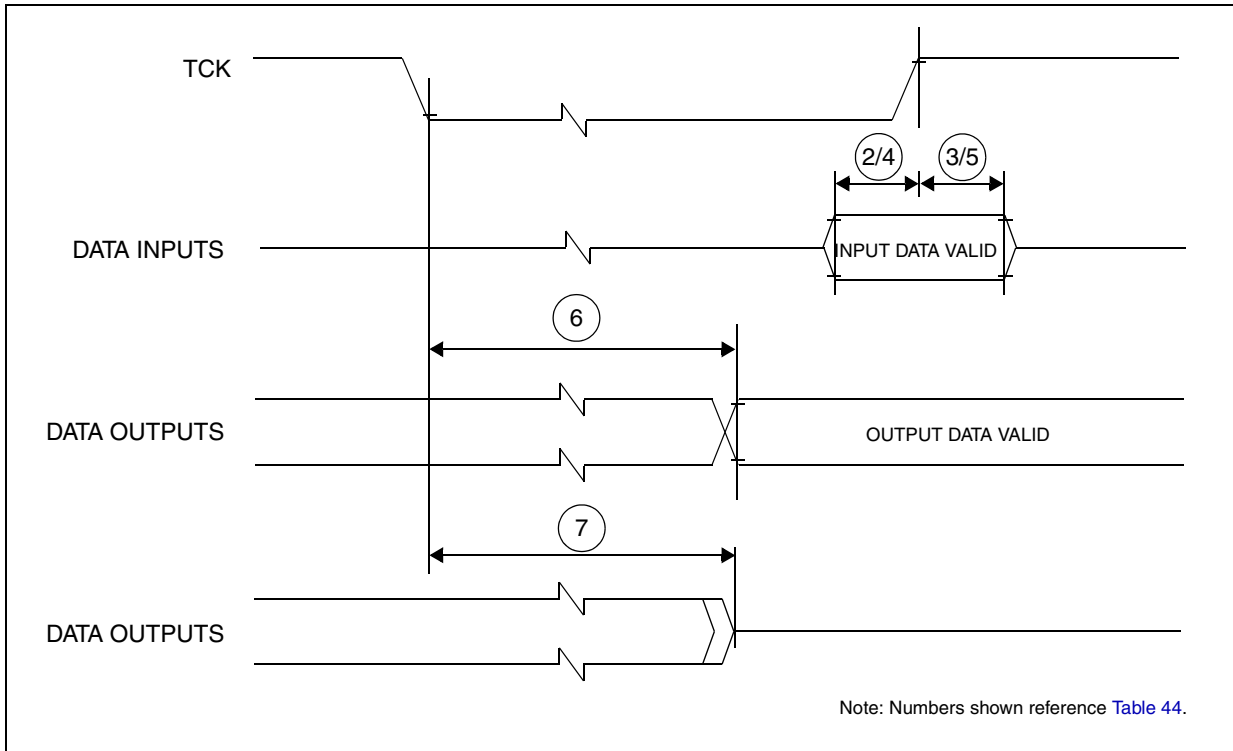 TCK
2/4
3/5
DATA INPUTS
INPUT DATA VALID
6
DATA OUTPUTS
OUTPUT DATA VALID
7
DATA OUTPUTS
Note: Numbers shown reference Table 44.